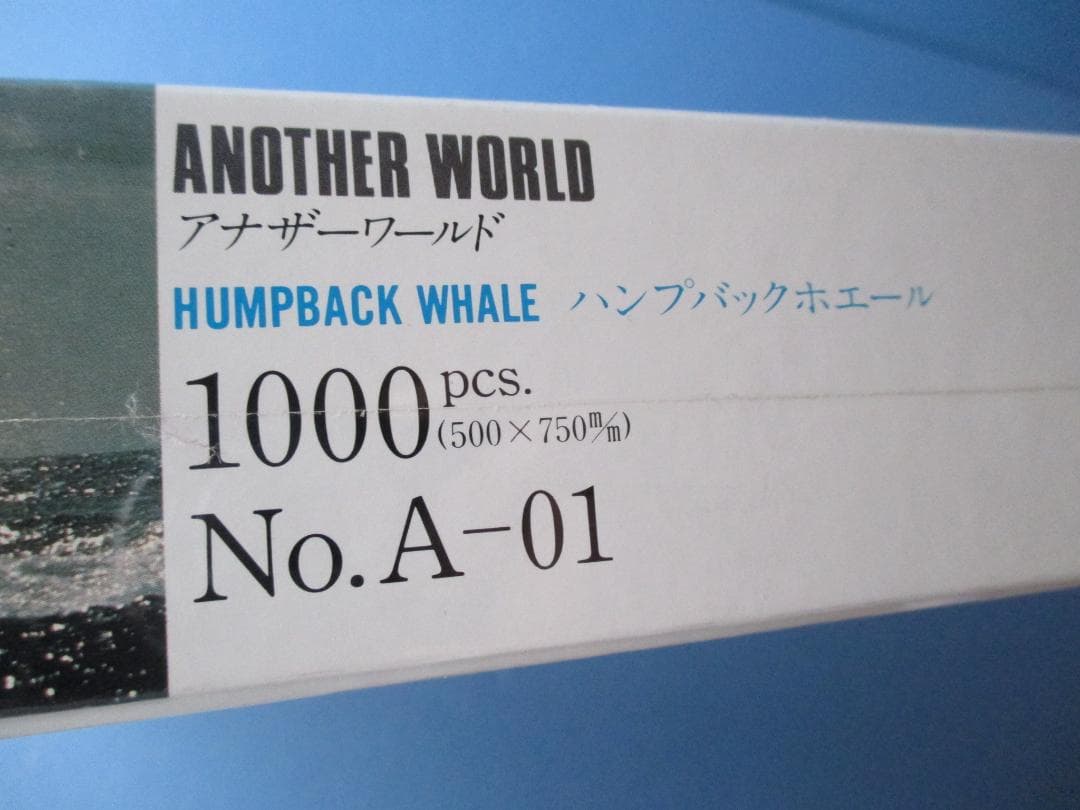 ANOTHER WORLD
アナザーワールド
HUMPBACK WHALE ハンプバックホエール
1000 pcs.
(500×750m/m)
No. A-01